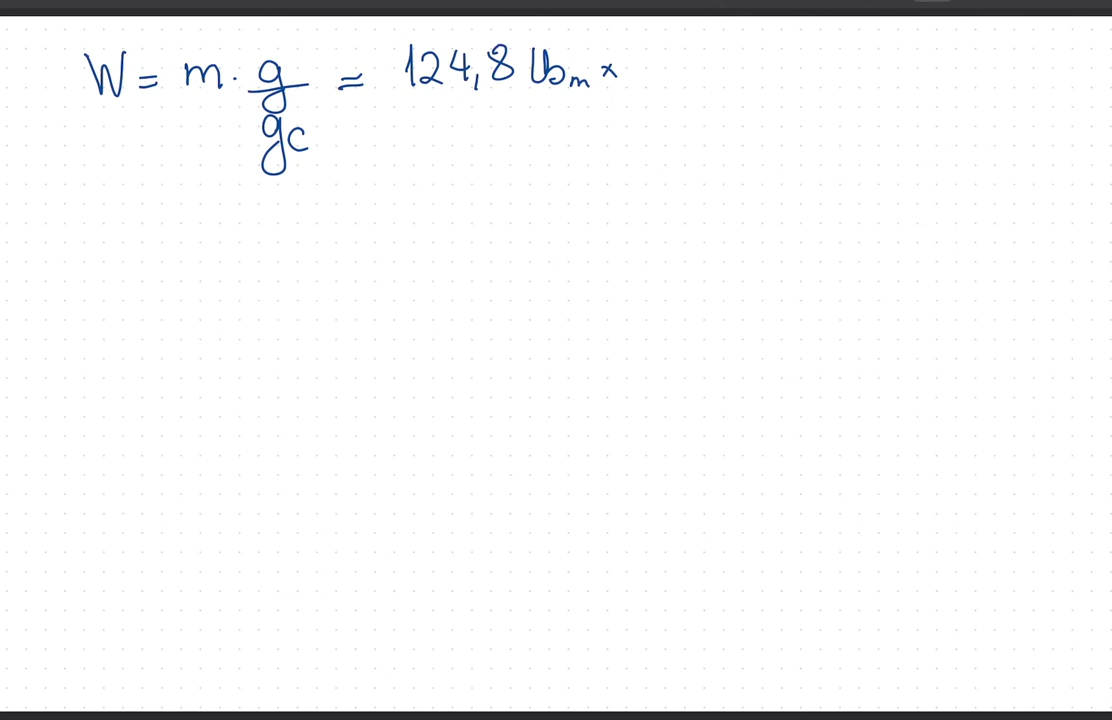 W = m · g/gc = 124,8 lbm ×